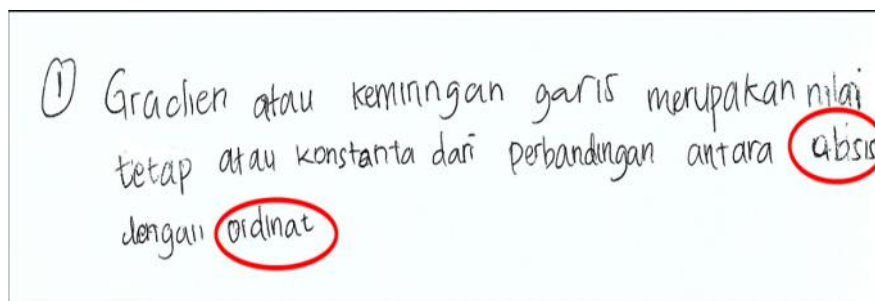 ① Gradien atau kemiringan garis merupakan nilai
tetap atau konstanta dari perbandingan antara absis
dengan ordinat